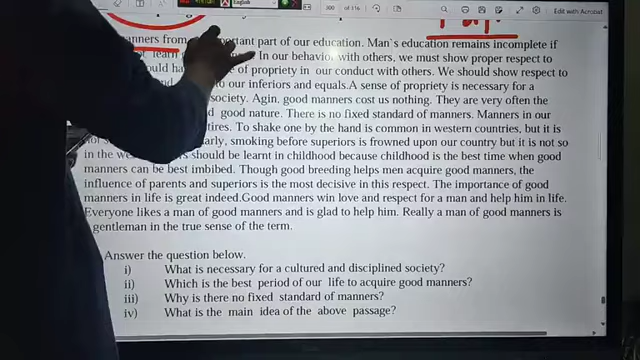 English
300 of 316
Edit with Acrobat
anners from ortant part of our education. Man`s education remains incomplete if
learn In our behavior with others, we must show proper respect to
ould ha of propriety in our conduct with others. We should show respect to
o our inferiors and equals.A sense of propriety is necessary for a
society. Agin, good manners cost us nothing. They are very often the
d good nature. There is no fixed standard of manners. Manners in our
tires. To shake one by the hand is common in western countries, but it is
arly, smoking before superiors is frowned upon our country but it is not so
in the we should be learnt in childhood because childhood is the best time when good
manners can be best imbibed. Though good breeding helps men acquire good manners, the
influence of parents and superiors is the most decisive in this respect. The importance of good
manners in life is great indeed.Good manners win love and respect for a man and help him in life.
Everyone likes a man of good manners and is glad to help him. Really a man of good manners is
gentleman in the true sense of the term.
Answer the question below.
i) What is necessary for a cultured and disciplined society?
ii) Which is the best period of our life to acquire good manners?
iii) Why is there no fixed standard of manners?
iv) What is the main idea of the above passage?